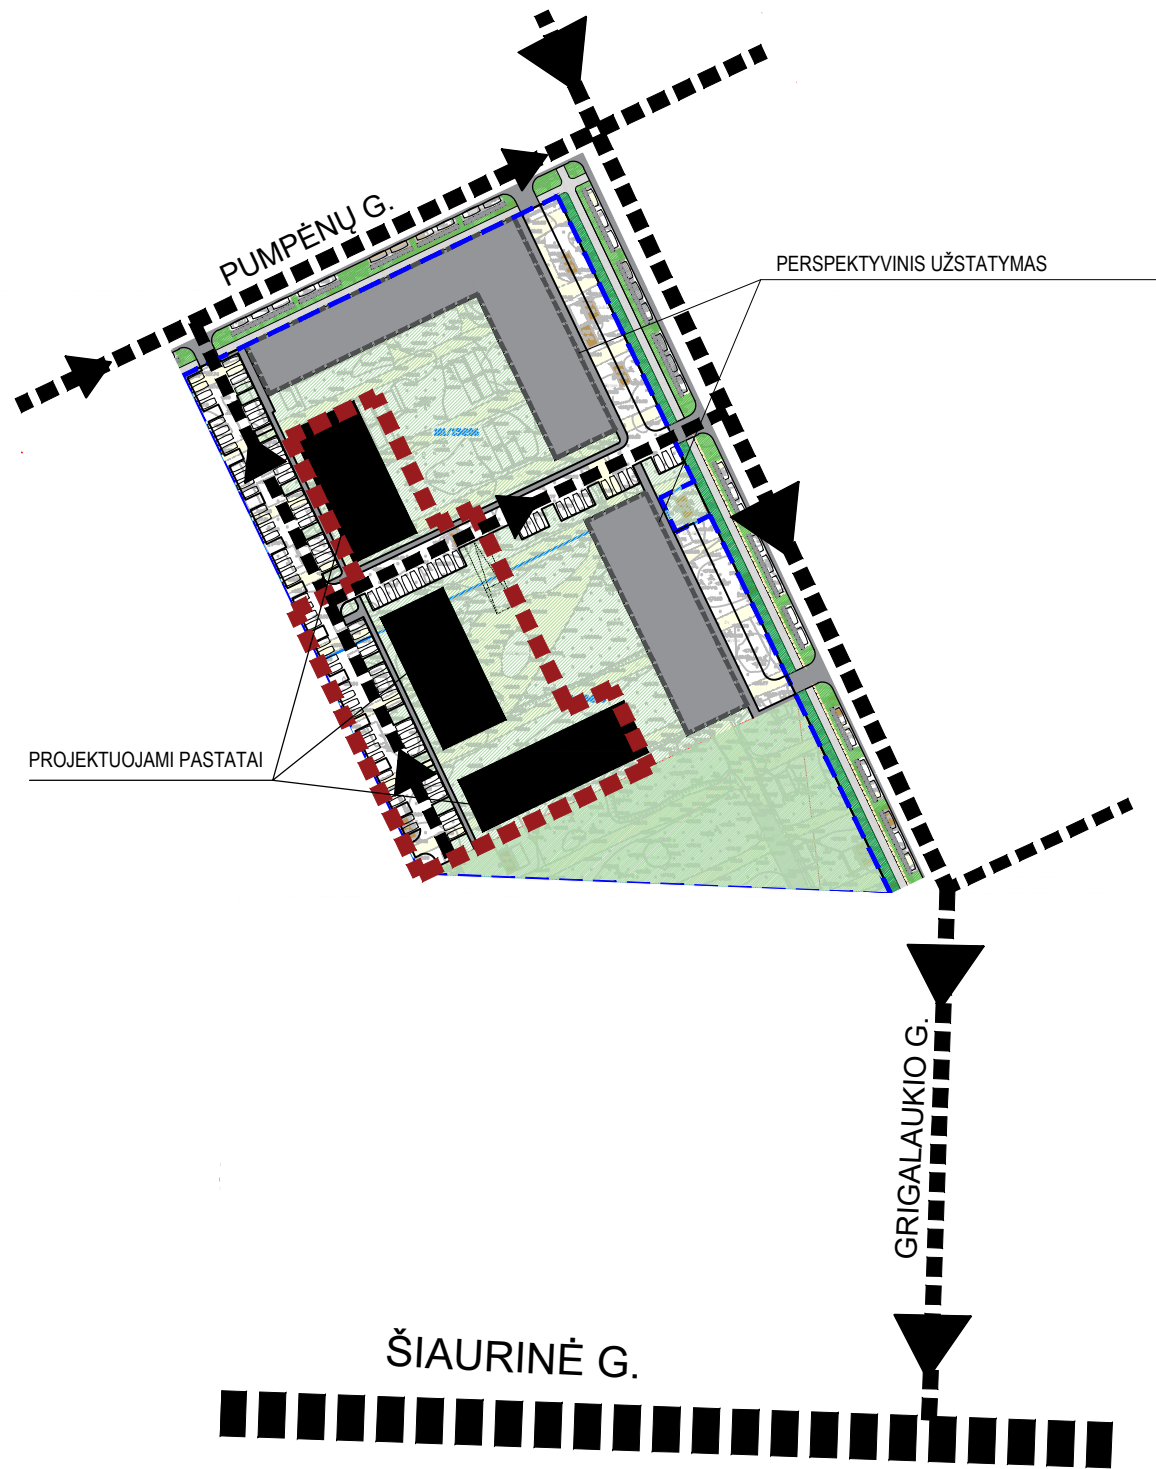 PUMPĖNŲ G.
PERSPEKTYVINIS UŽSTATYMAS
PROJEKTUOJAMI PASTATAI
GRIGALAUKIO G.
ŠIAURINĖ G.